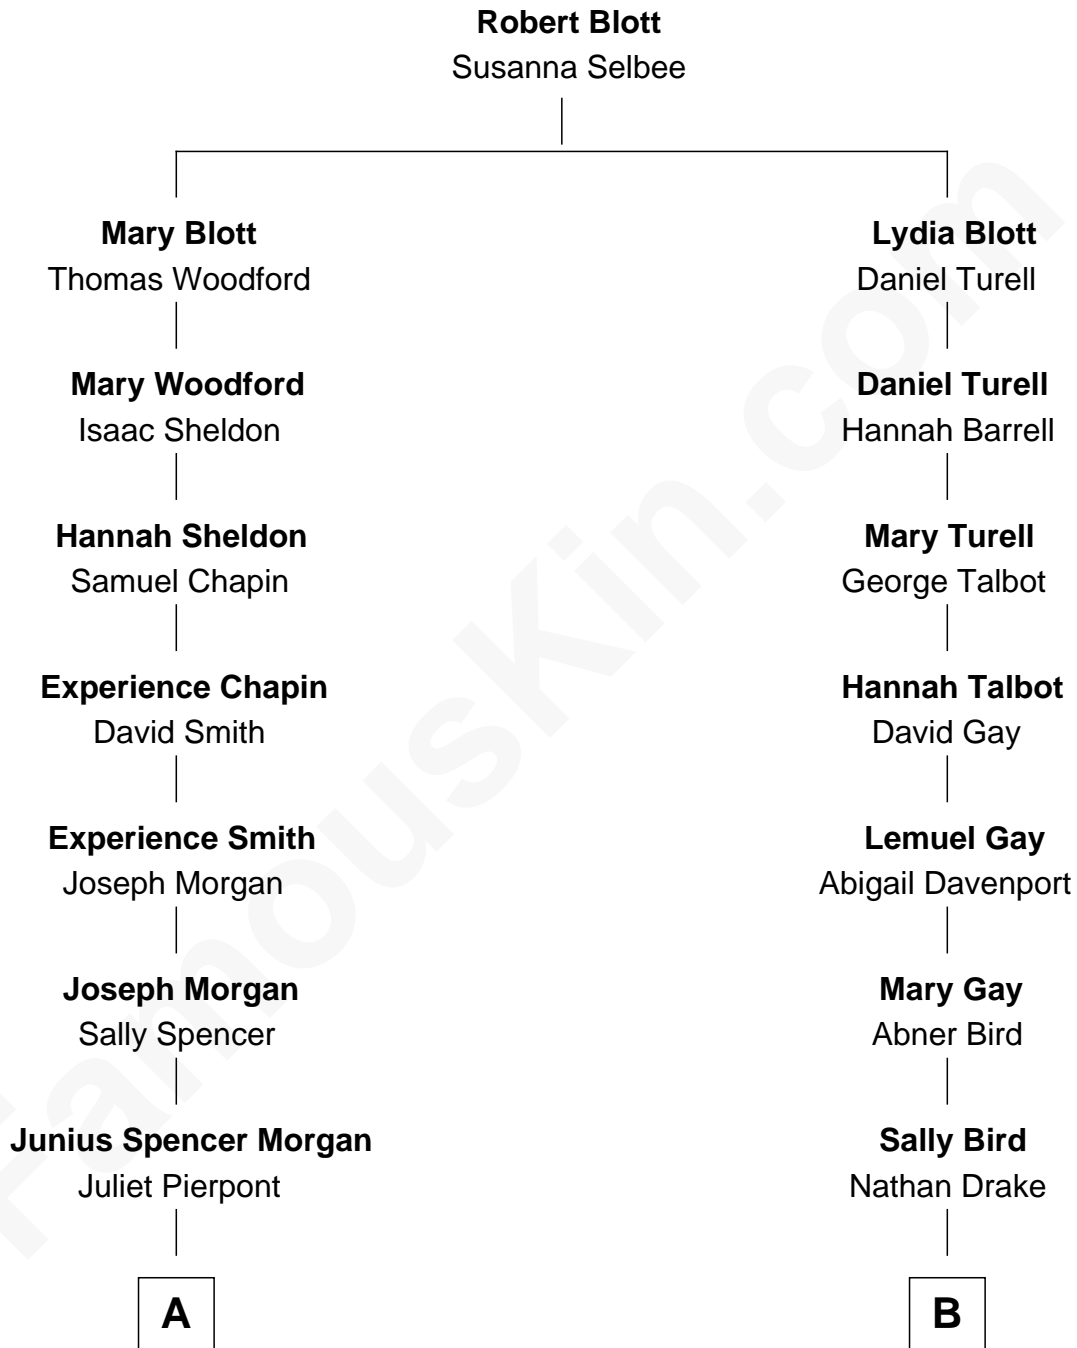 Robert Blott
Susanna Selbee
Mary Blott
Thomas Woodford
Lydia Blott
Daniel Turell
Mary Woodford
Isaac Sheldon
Daniel Turell
Hannah Barrell
Hannah Sheldon
Samuel Chapin
Mary Turell
George Talbot
Experience Chapin
David Smith
Hannah Talbot
David Gay
Experience Smith
Joseph Morgan
Lemuel Gay
Abigail Davenport
Joseph Morgan
Sally Spencer
Mary Gay
Abner Bird
Junius Spencer Morgan
Juliet Pierpont
Sally Bird
Nathan Drake
A
B
FamousKin.com